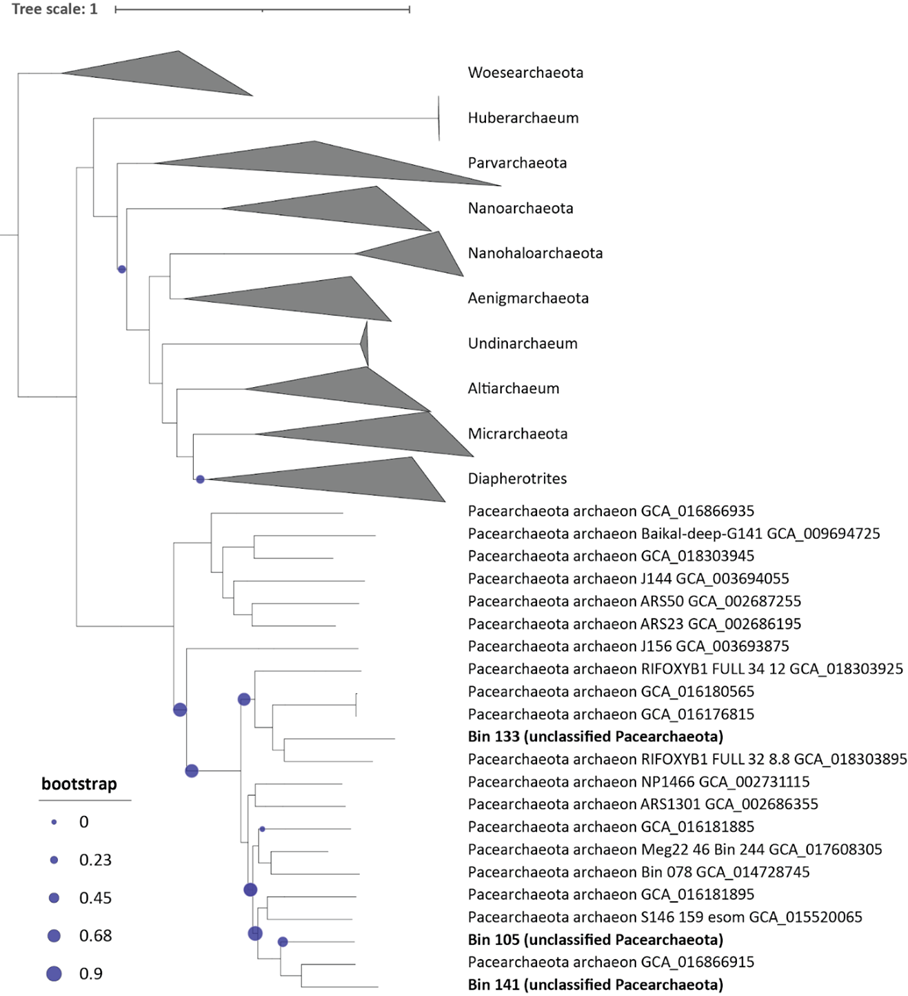 Tree scale: 1
Woesearchaeota
Huberarchaeum
Parvarchaeota
Nanoarchaeota
Nanohaloarchaeota
Aenigmarchaeota
Undinarchaeum
Altiarchaeum
Micrarchaeota
Diapherotrites
Pacearchaeota archaeon GCA_016866935
Pacearchaeota archaeon Baikal-deep-G141 GCA_009694725
Pacearchaeota archaeon GCA_018303945
Pacearchaeota archaeon J144 GCA_003694055
Pacearchaeota archaeon ARS50 GCA_002687255
Pacearchaeota archaeon ARS23 GCA_002686195
Pacearchaeota archaeon J156 GCA_003693875
Pacearchaeota archaeon RIFOXYB1 FULL 34 12 GCA_018303925
Pacearchaeota archaeon GCA_016180565
Pacearchaeota archaeon GCA_016176815
Bin 133 (unclassified Pacearchaeota)
Pacearchaeota archaeon RIFOXYB1 FULL 32 8.8 GCA_018303895
Pacearchaeota archaeon NP1466 GCA_002731115
Pacearchaeota archaeon ARS1301 GCA_002686355
Pacearchaeota archaeon GCA_016181885
Pacearchaeota archaeon Meg22 46 Bin 244 GCA_017608305
Pacearchaeota archaeon Bin 078 GCA_014728745
Pacearchaeota archaeon GCA_016181895
Pacearchaeota archaeon S146 159 esom GCA_015520065
Bin 105 (unclassified Pacearchaeota)
Pacearchaeota archaeon GCA_016866915
Bin 141 (unclassified Pacearchaeota)
bootstrap
0
0.23
0.45
0.68
0.9